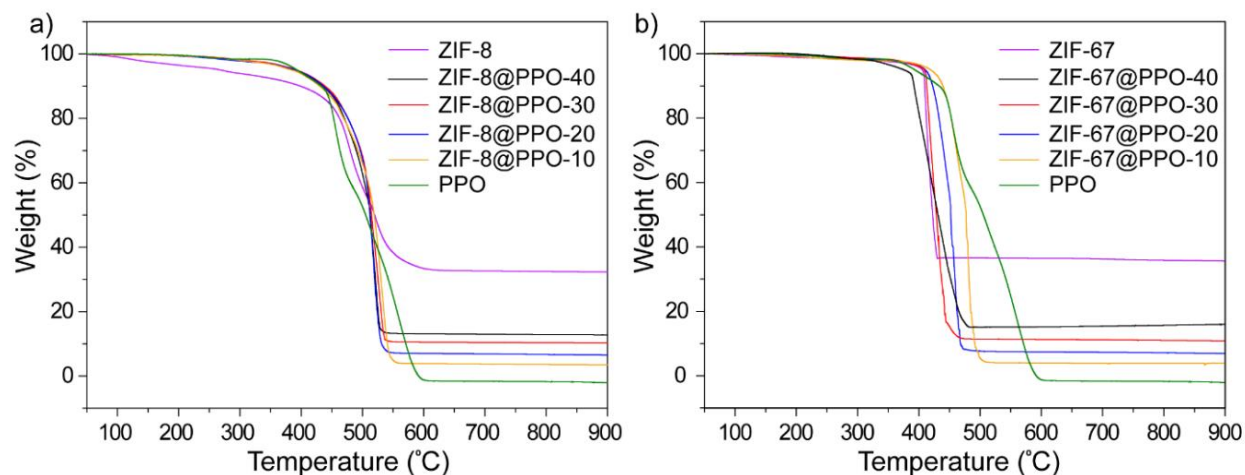 a)
ZIF-8
ZIF-8@PPO-40
ZIF-8@PPO-30
ZIF-8@PPO-20
ZIF-8@PPO-10
PPO
Weight (%)
100
80
60
40
20
0
100 200 300 400 500 600 700 800 900
Temperature (°C)
b)
ZIF-67
ZIF-67@PPO-40
ZIF-67@PPO-30
ZIF-67@PPO-20
ZIF-67@PPO-10
PPO
Weight (%)
100
80
60
40
20
0
100 200 300 400 500 600 700 800 900
Temperature (°C)